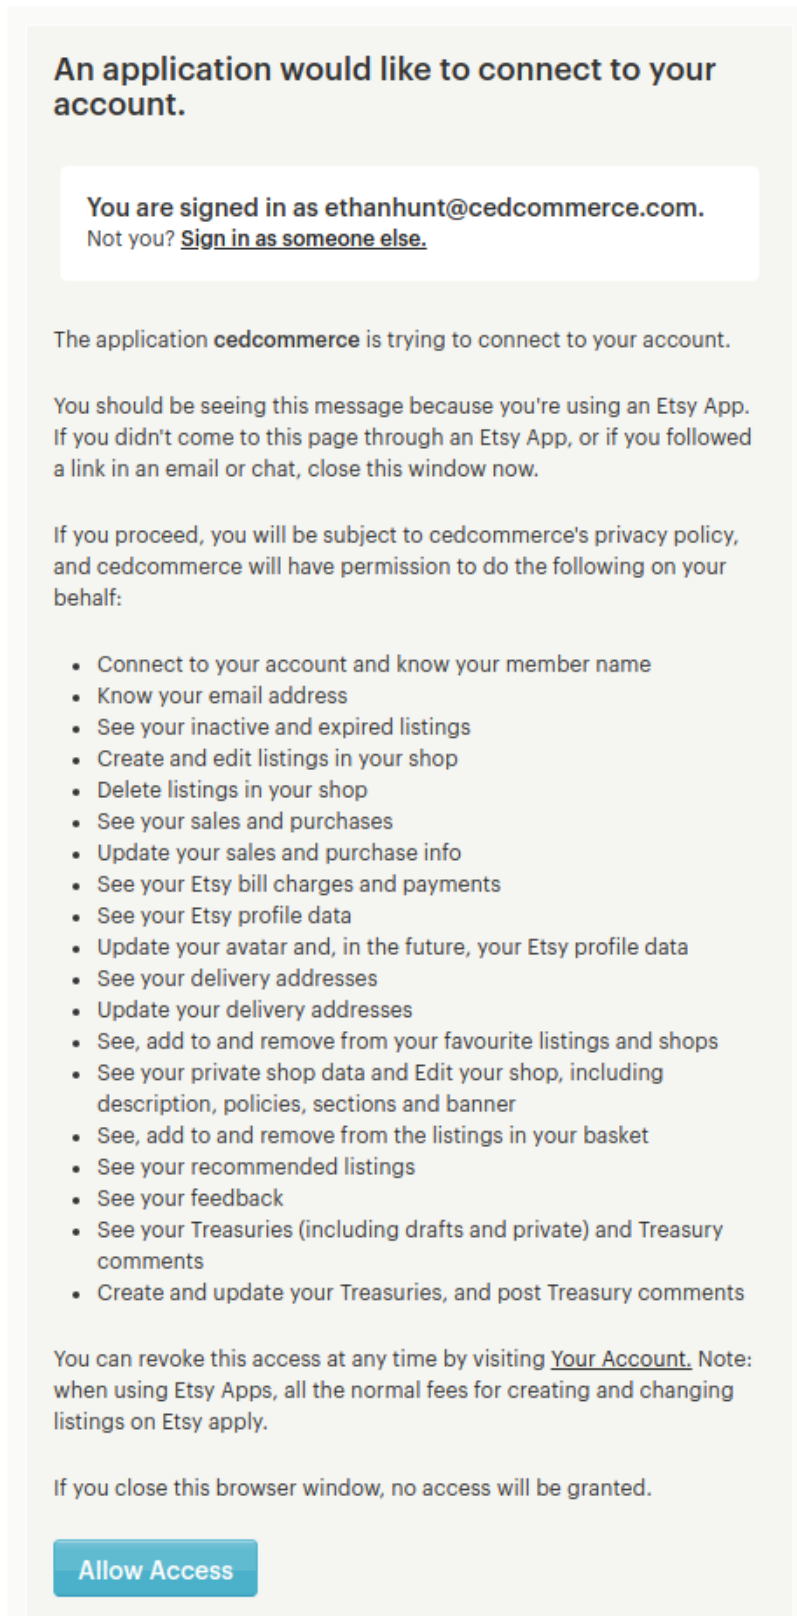 An application would like to connect to your
account.
You are signed in as ethanhunt@cedcommerce.com.
Not you? Sign in as someone else.
The application cedcommerce is trying to connect to your account.
You should be seeing this message because you're using an Etsy App.
If you didn't come to this page through an Etsy App, or if you followed
a link in an email or chat, close this window now.
If you proceed, you will be subject to cedcommerce's privacy policy,
and cedcommerce will have permission to do the following on your
behalf:
• Connect to your account and know your member name
• Know your email address
• See your inactive and expired listings
• Create and edit listings in your shop
• Delete listings in your shop
• See your sales and purchases
• Update your sales and purchase info
• See your Etsy bill charges and payments
• See your Etsy profile data
• Update your avatar and, in the future, your Etsy profile data
• See your delivery addresses
• Update your delivery addresses
• See, add to and remove from your favourite listings and shops
• See your private shop data and Edit your shop, including
description, policies, sections and banner
• See, add to and remove from the listings in your basket
• See your recommended listings
• See your feedback
• See your Treasuries (including drafts and private) and Treasury
comments
• Create and update your Treasuries, and post Treasury comments
You can revoke this access at any time by visiting Your Account. Note:
when using Etsy Apps, all the normal fees for creating and changing
listings on Etsy apply.
If you close this browser window, no access will be granted.
Allow Access